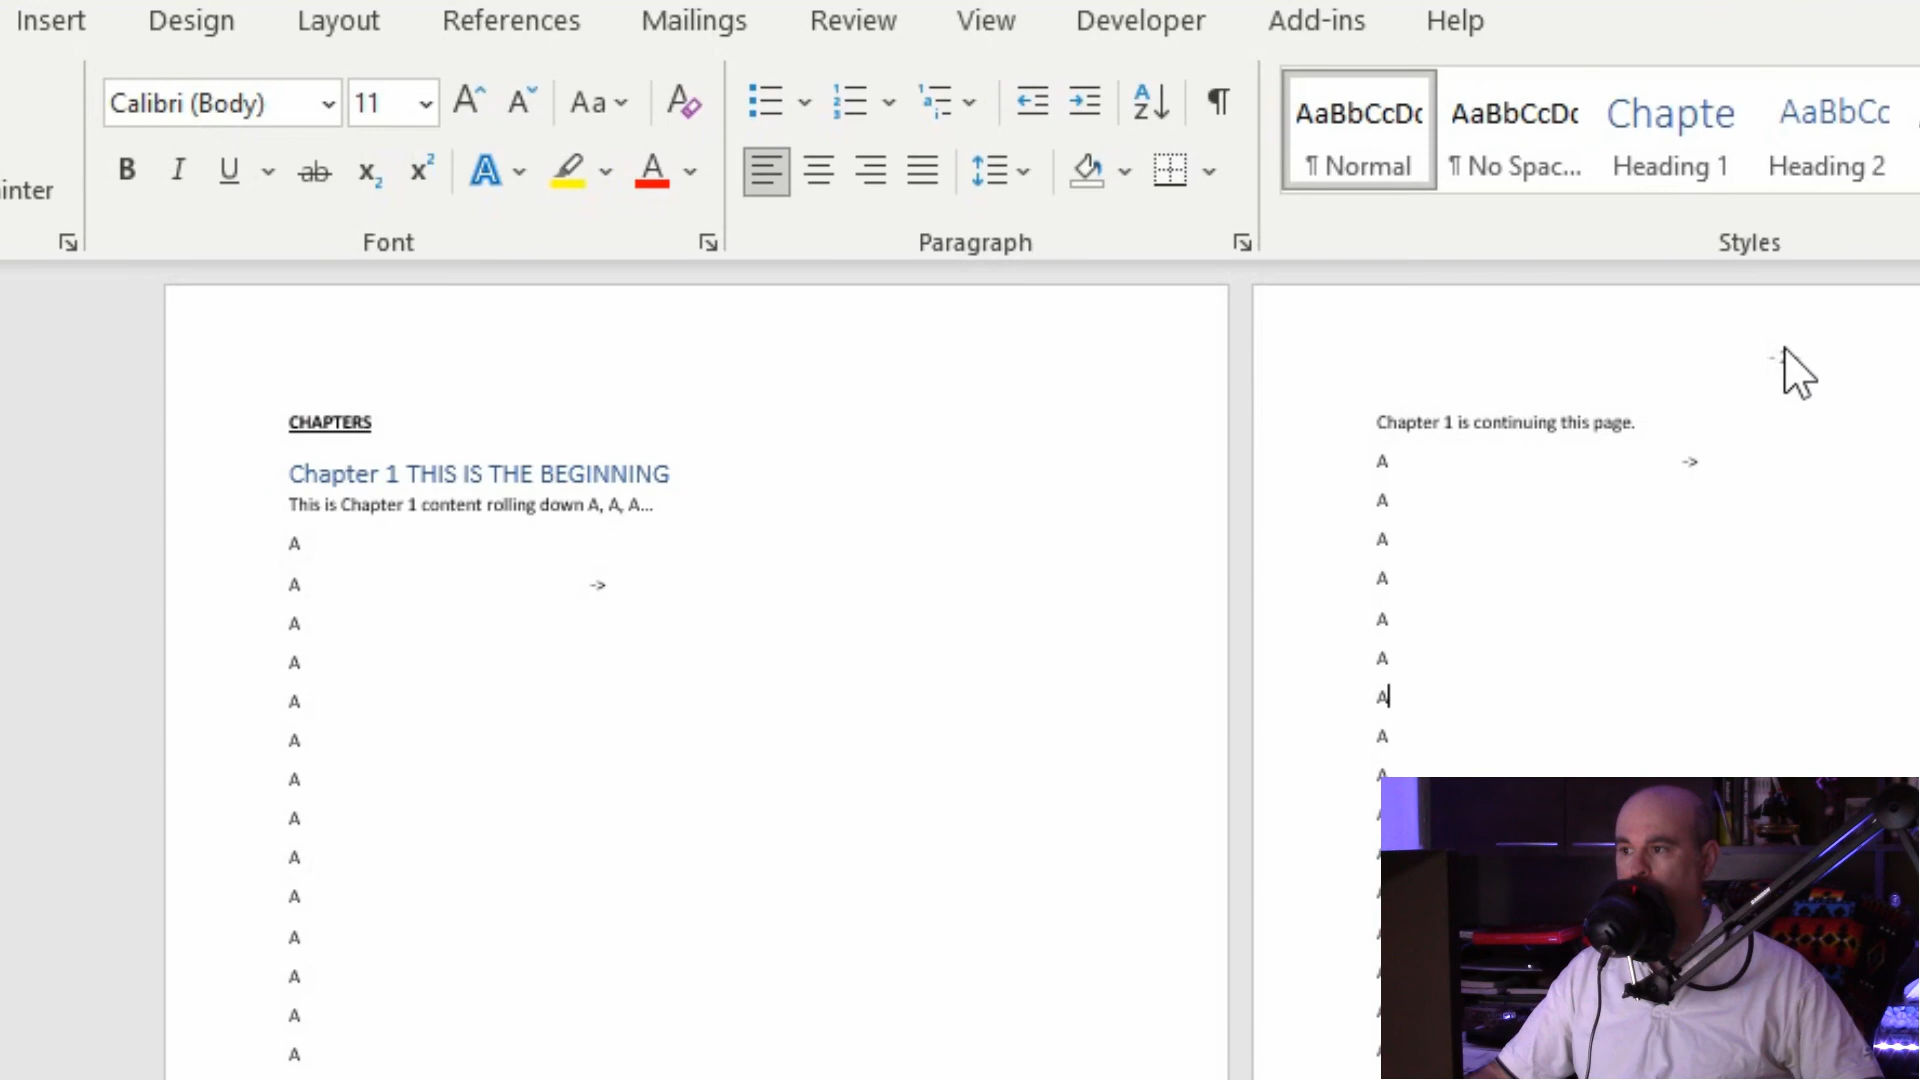 Insert Design Layout References Mailings Review View Developer Add-ins Help
Calibri (Body) 11 Aa AaBbCcDc AaBbCcDc Chapte AaBbCc
B I U ab x2 x2 A A ¶ Normal ¶ No Spac... Heading 1 Heading 2
inter
Font Paragraph Styles
CHAPTERS
Chapter 1 THIS IS THE BEGINNING
This is Chapter 1 content rolling down A, A, A...
A
A ->
A
A
A
A
A
A
A
A
A
A
A
A
Chapter 1 is continuing this page.
A ->
A
A
A
A
A
A
A
A